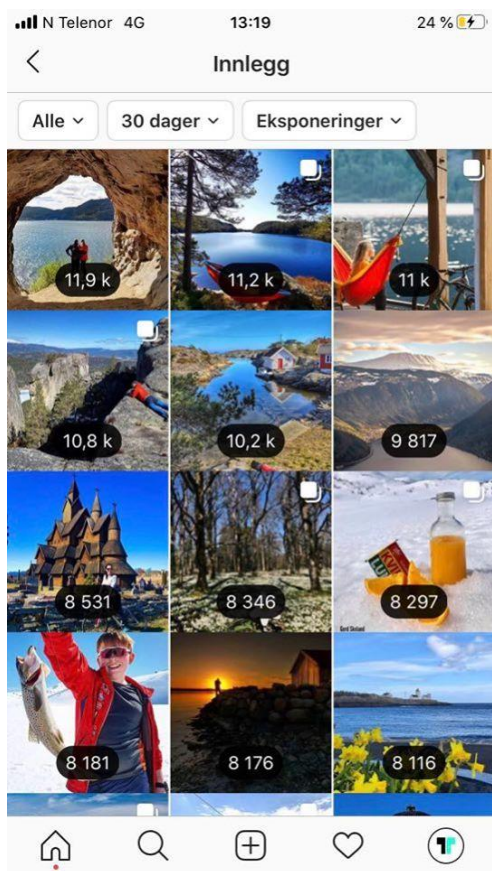 N Telenor 4G 13:19 24 %
Innlegg
Alle 30 dager Eksponeringer
11,9 k 11,2 k 11 k
10,8 k 10,2 k 9 817
8 531 8 346 8 297
8 181 8 176 8 116